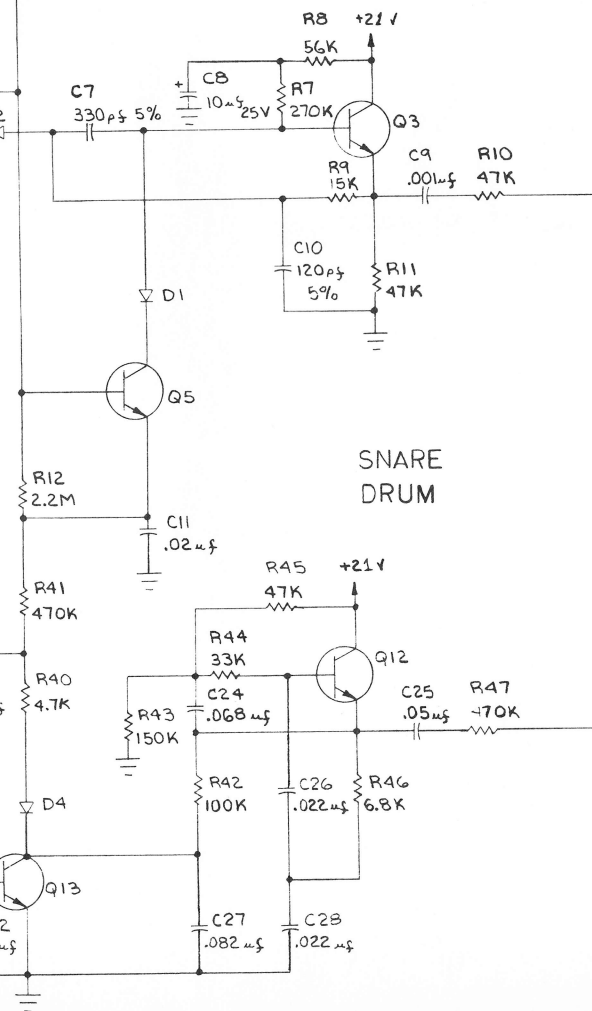 R8 +21V
56K
C7
330pf 5%
C8
10uf
25V
R7
270K
Q3
R9
15K
C9
.001uf
R10
47K
C10
120pf
5%
R11
47K
D1
Q5
SNARE
DRUM
R12
2.2M
C11
.02uf
R45 +21V
47K
R41
470K
R44
33K
Q12
R40
4.7K
C24
.068uf
R43
150K
C25
.05uf
R47
470K
R42
100K
C26
.022uf
R46
6.8K
D4
Q13
2
uf
C27
.082uf
C28
.022uf